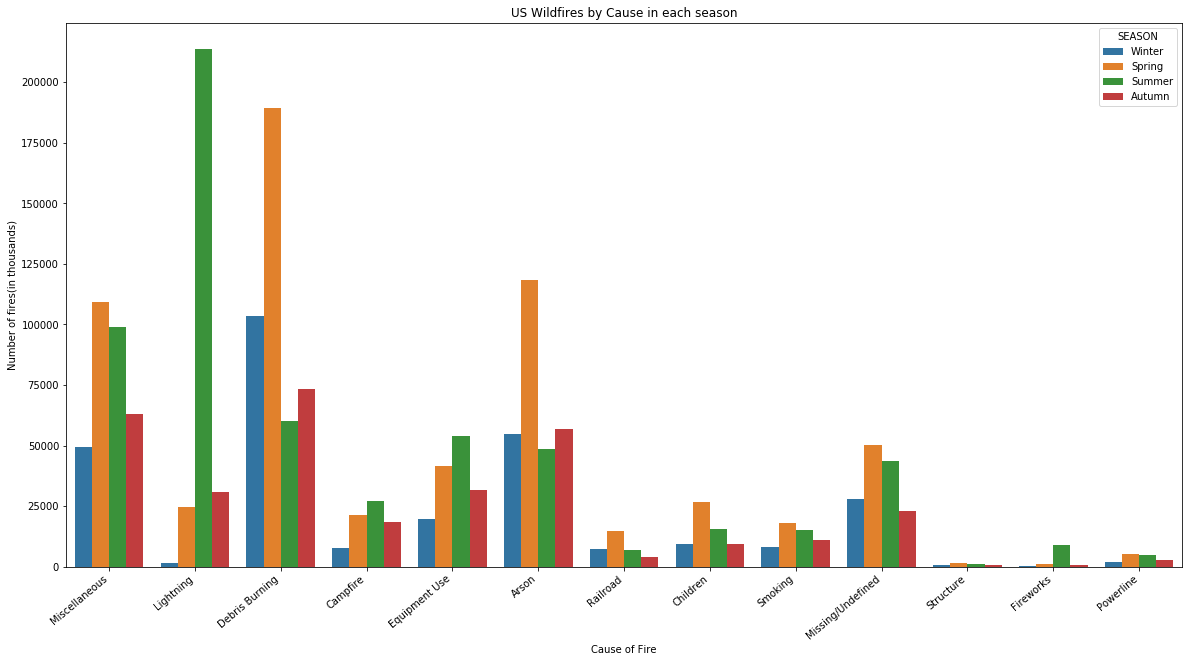 US Wildfires by Cause in each season
SEASON
Winter
Spring
Summer
Autumn
Number of fires(in thousands)
200000
175000
150000
125000
100000
75000
50000
25000
0
Miscellaneous
Lightning
Debris Burning
Campfire
Equipment Use
Arson
Railroad
Children
Smoking
Missing/Undefined
Structure
Fireworks
Powerline
Cause of Fire